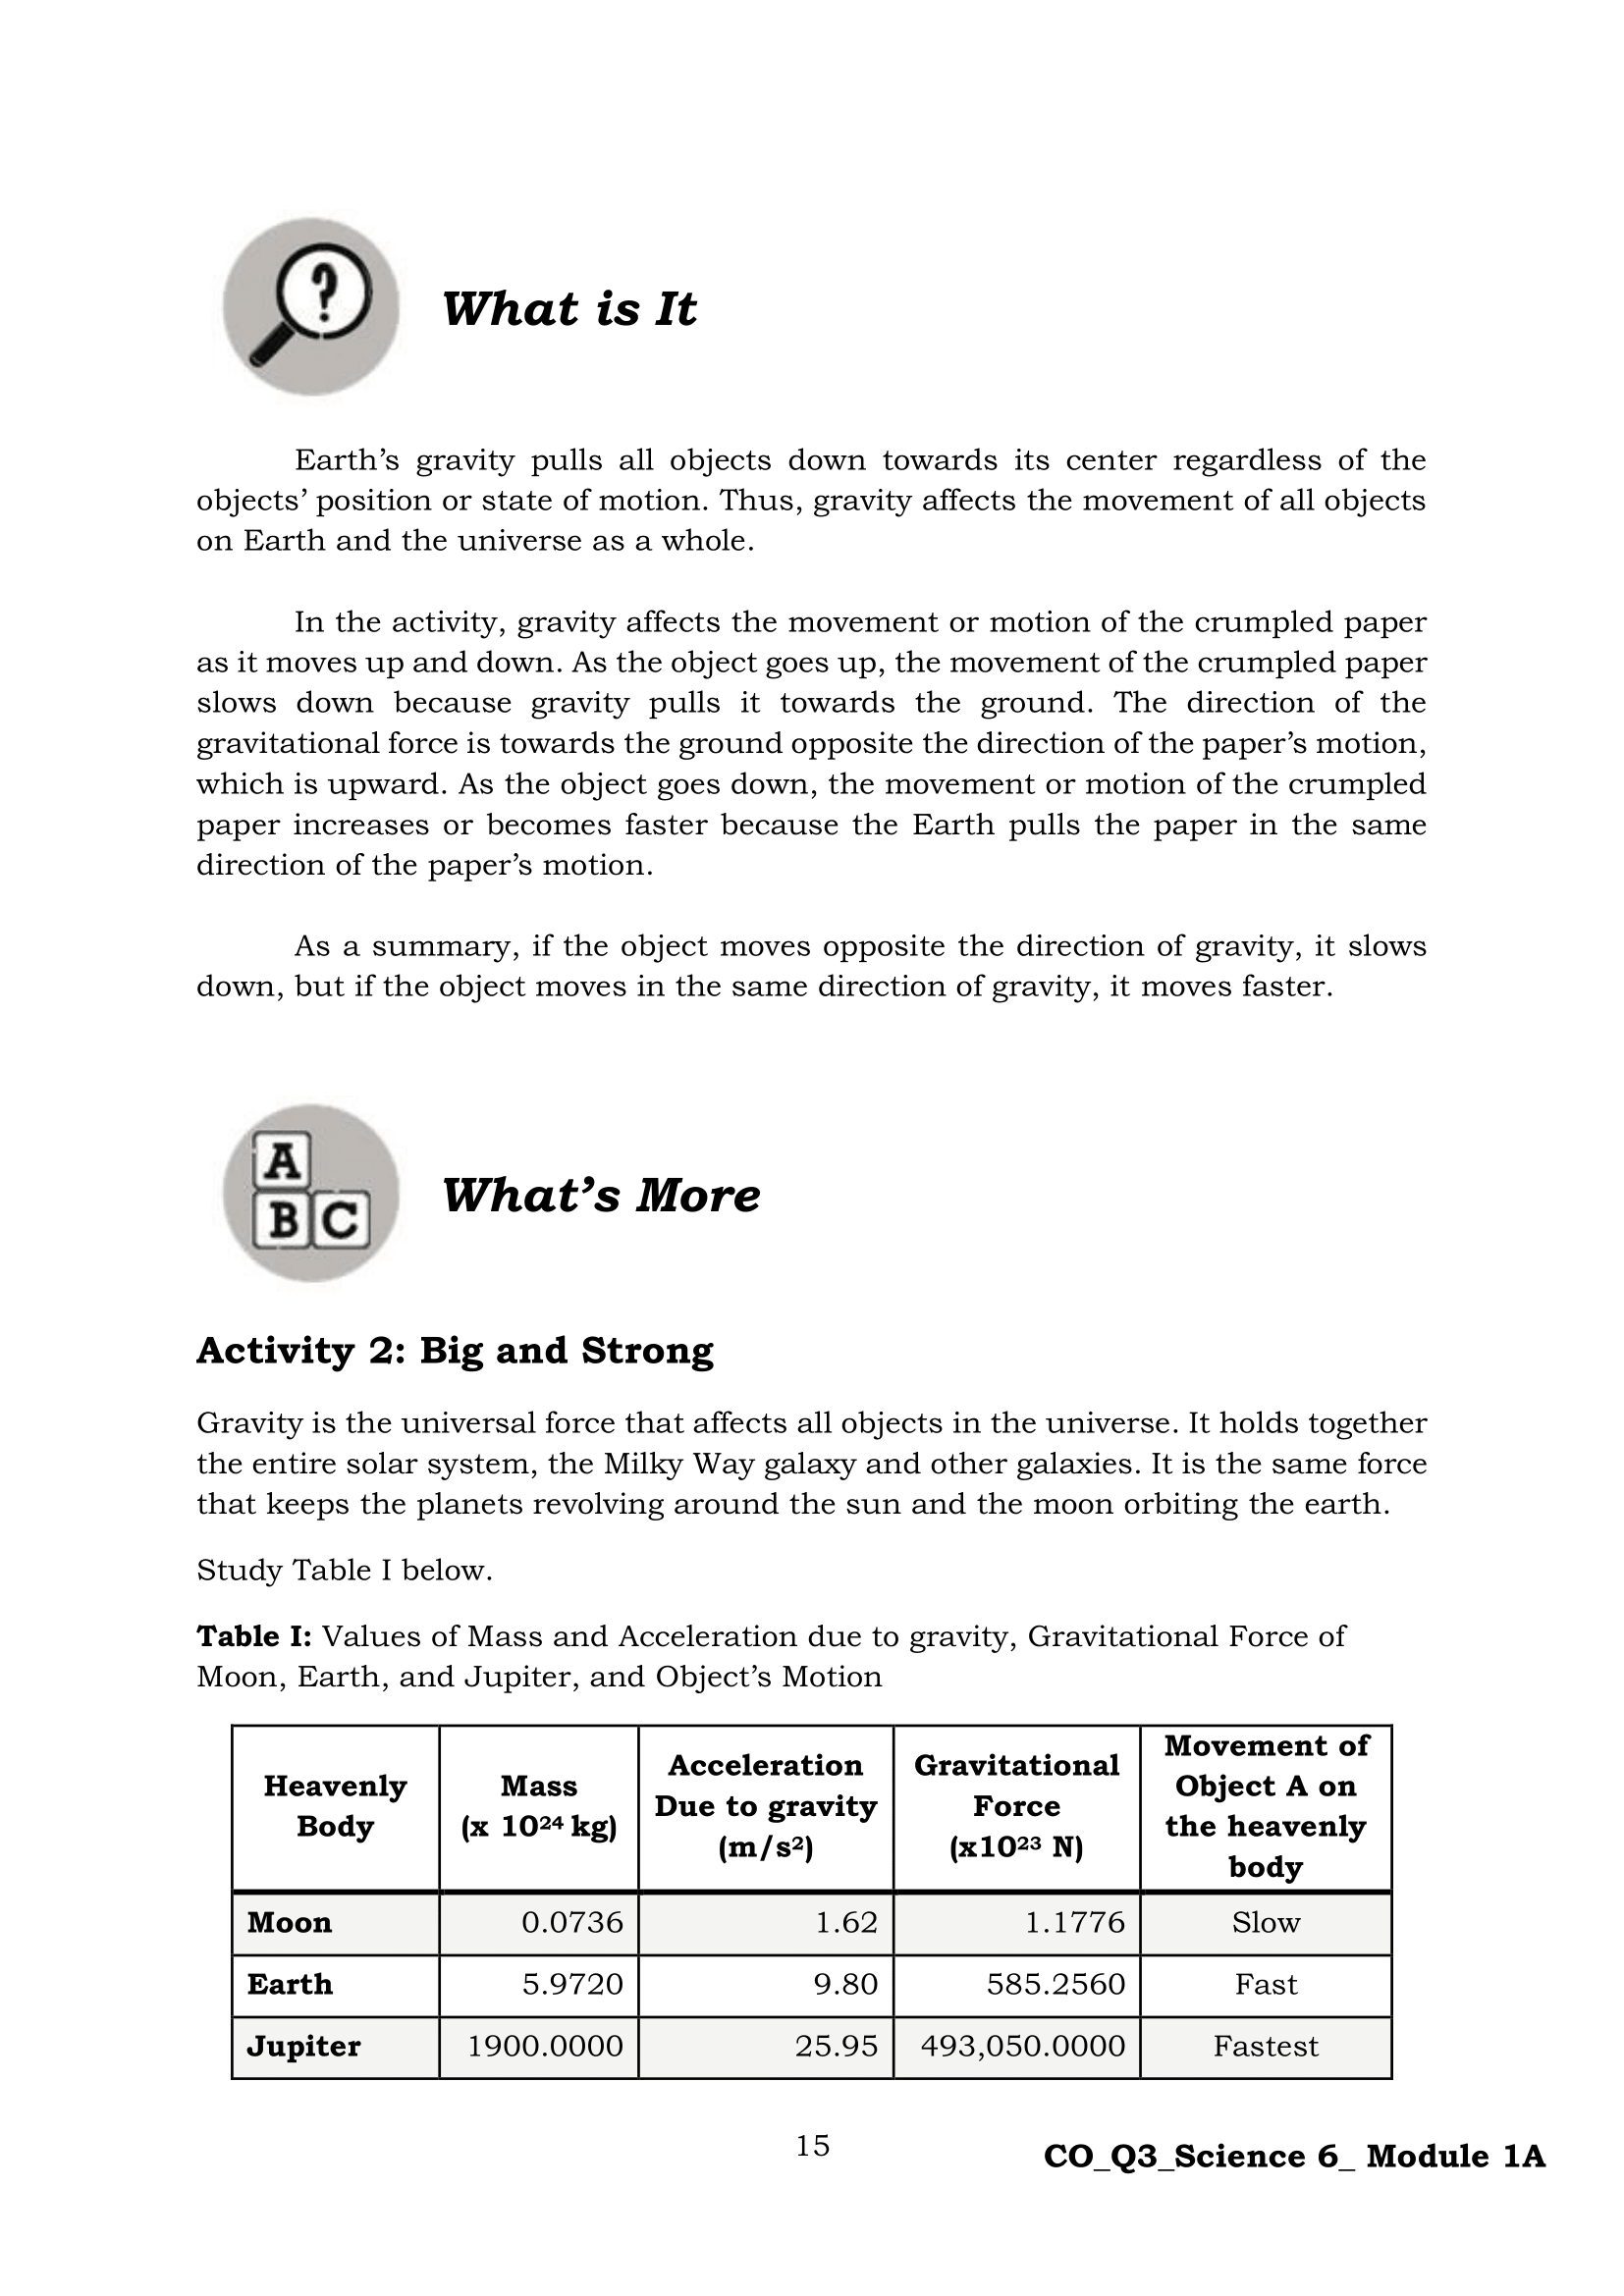 ?
What is It
Earth’s gravity pulls all objects down towards its center regardless of the
objects’ position or state of motion. Thus, gravity affects the movement of all objects
on Earth and the universe as a whole.
In the activity, gravity affects the movement or motion of the crumpled paper
as it moves up and down. As the object goes up, the movement of the crumpled paper
slows down because gravity pulls it towards the ground. The direction of the
gravitational force is towards the ground opposite the direction of the paper’s motion,
which is upward. As the object goes down, the movement or motion of the crumpled
paper increases or becomes faster because the Earth pulls the paper in the same
direction of the paper’s motion.
As a summary, if the object moves opposite the direction of gravity, it slows
down, but if the object moves in the same direction of gravity, it moves faster.
A
B C
What’s More
Activity 2: Big and Strong
Gravity is the universal force that affects all objects in the universe. It holds together
the entire solar system, the Milky Way galaxy and other galaxies. It is the same force
that keeps the planets revolving around the sun and the moon orbiting the earth.
Study Table I below.
Table I: Values of Mass and Acceleration due to gravity, Gravitational Force of
Moon, Earth, and Jupiter, and Object’s Motion
Heavenly Body | Mass (x 10²⁴ kg) | Acceleration Due to gravity (m/s²) | Gravitational Force (x10²³ N) | Movement of Object A on the heavenly body
Moon | 0.0736 | 1.62 | 1.1776 | Slow
Earth | 5.9720 | 9.80 | 585.2560 | Fast
Jupiter | 1900.0000 | 25.95 | 493,050.0000 | Fastest
15
CO_Q3_Science 6_ Module 1A